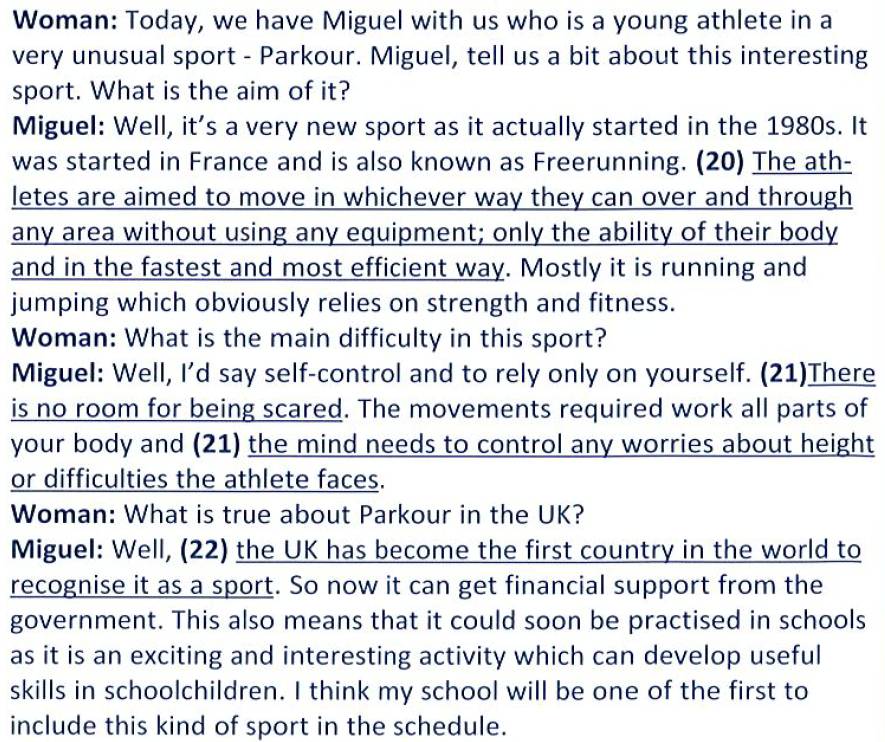 Woman: Today, we have Miguel with us who is a young athlete in a
very unusual sport - Parkour. Miguel, tell us a bit about this interesting
sport. What is the aim of it?
Miguel: Well, it's a very new sport as it actually started in the 1980s. It
was started in France and is also known as Freerunning. (20) The ath-
letes are aimed to move in whichever way they can over and through
any area without using any equipment; only the ability of their body
and in the fastest and most efficient way. Mostly it is running and
jumping which obviously relies on strength and fitness.
Woman: What is the main difficulty in this sport?
Miguel: Well, I'd say self-control and to rely only on yourself. (21)There
is no room for being scared. The movements required work all parts of
your body and (21) the mind needs to control any worries about height
or difficulties the athlete faces.
Woman: What is true about Parkour in the UK?
Miguel: Well, (22) the UK has become the first country in the world to
recognise it as a sport. So now it can get financial support from the
government. This also means that it could soon be practised in schools
as it is an exciting and interesting activity which can develop useful
skills in schoolchildren. I think my school will be one of the first to
include this kind of sport in the schedule.